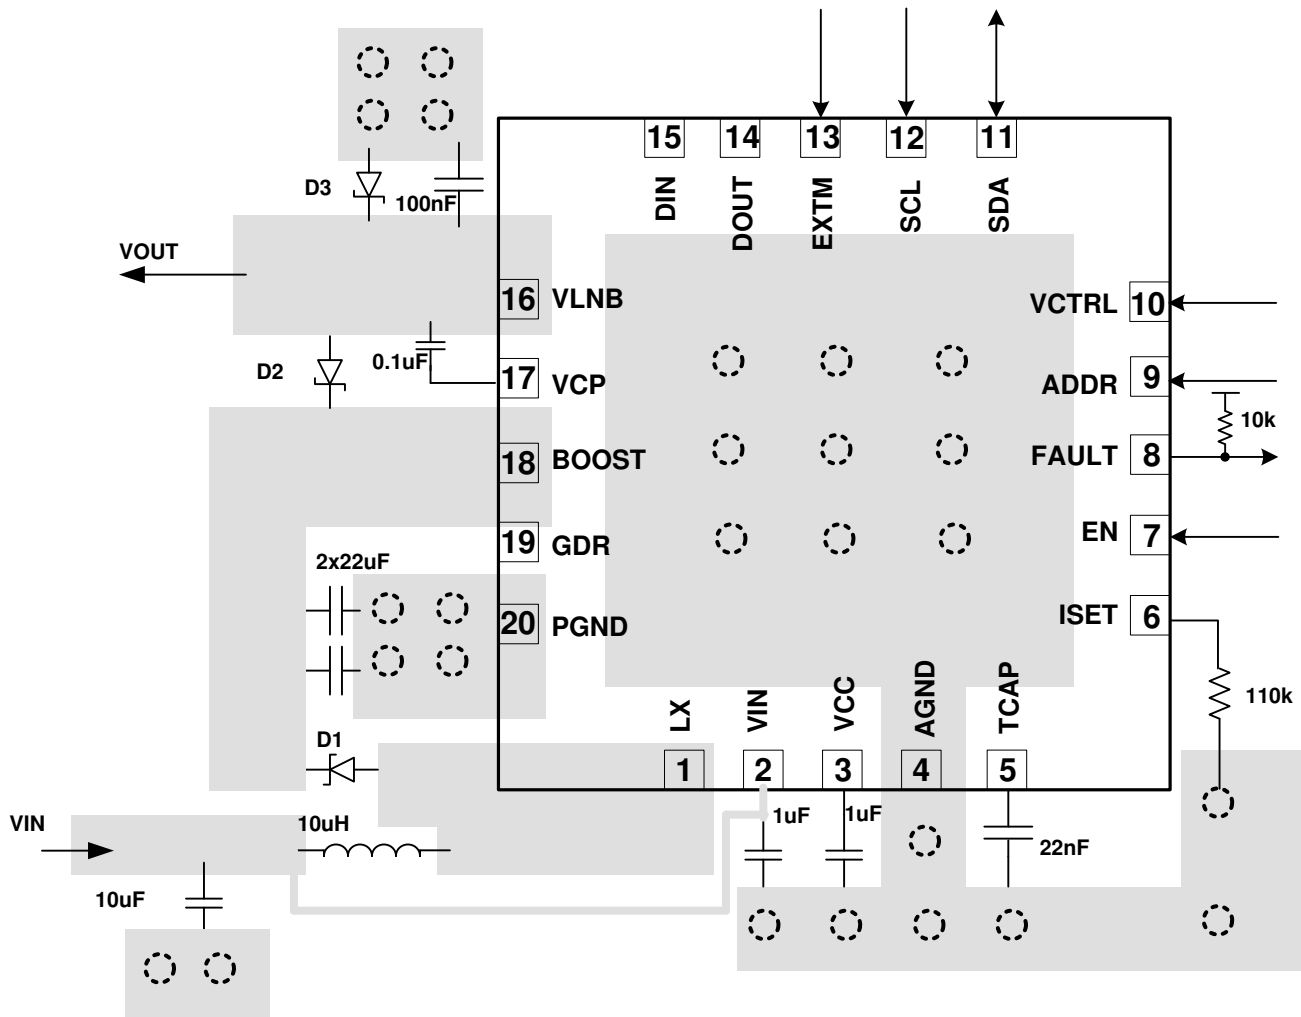 15
14
13
12
11
DIN
DOUT
EXTM
SCL
SDA
D3
100nF
VOUT
16 VLNB
VCTRL 10
D2
0.1uF
17 VCP
ADDR 9
10k
18 BOOST
FAULT 8
19 GDR
EN 7
2x22uF
20 PGND
ISET 6
110k
LX
VIN
VCC
AGND
TCAP
D1
1
2
3
4
5
VIN
10uH
1uF
1uF
22nF
10uF